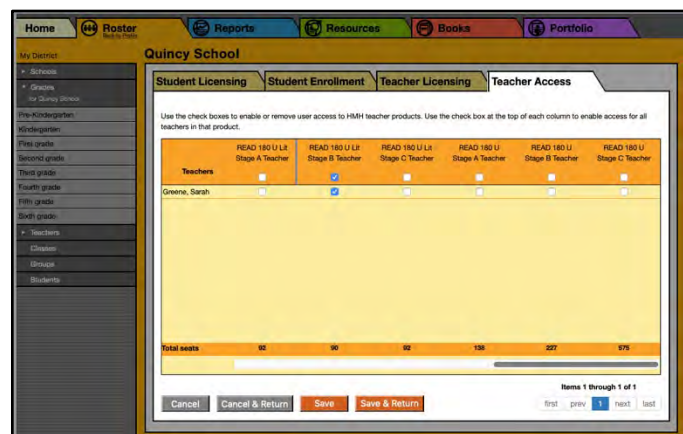 Home
Roster
Back to Profile
Reports
Resources
Books
Portfolio
My District
Schools
Grades
for Quincy School
Pre-Kindergarten
Kindergarten
First grade
Second grade
Third grade
Fourth grade
Fifth grade
Sixth grade
Teachers
Classes
Groups
Students
Quincy School
Student Licensing
Student Enrollment
Teacher Licensing
Teacher Access
Use the check boxes to enable or remove user access to HMH teacher products. Use the check box at the top of each column to enable access for all
teachers in that product.
Teachers
READ 180 U Lit
Stage A Teacher
READ 180 U Lit
Stage B Teacher
READ 180 U Lit
Stage C Teacher
READ 180 U
Stage A Teacher
READ 180 U
Stage B Teacher
READ 180 U
Stage C Teacher
Greene, Sarah
Total seats 92 90 92 138 227 575
Items 1 through 1 of 1
Cancel
Cancel & Return
Save
Save & Return
first prev 1 next last